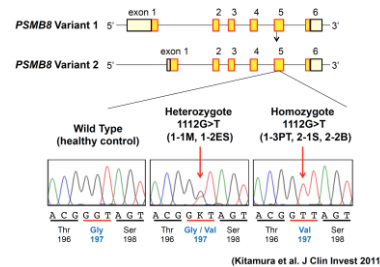 exon 1 2 3 4 5 6
PSMB8 Variant 1 5' 3'
exon 1 2 3 4 5 6
PSMB8 Variant 2 5' 3'
Wild Type
(healthy control)
Heterozygote
1112G>T
(1-1M, 1-2ES)
Homozygote
1112G>T
(1-3PT, 2-1S, 2-2B)
A C G G G T A G T
Thr Gly Ser
196 197 198
A C G G K T A G T
Thr Gly / Val Ser
196 197 198
A C G G T T A G T
Thr Val Ser
196 197 198
(Kitamura et al. J Clin Invest 2011